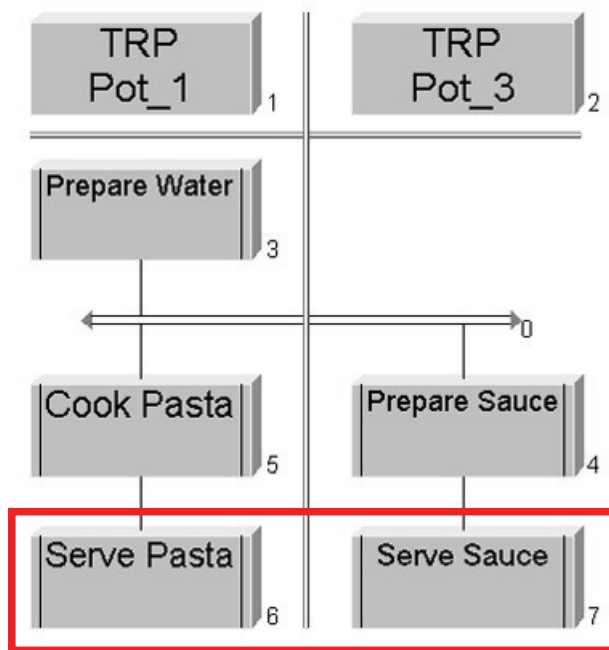 TRP
Pot_1
1
TRP
Pot_3
2
Prepare Water
3
0
Cook Pasta
5
Prepare Sauce
4
Serve Pasta
6
Serve Sauce
7